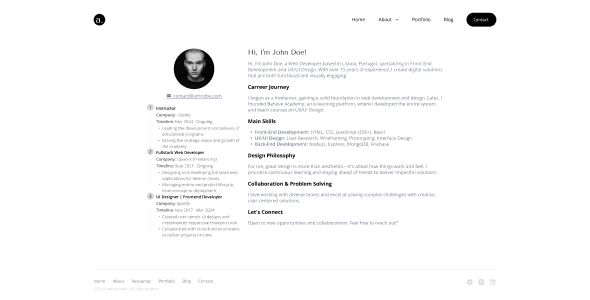 a.
Home About Portfolio Blog Contact
contact@johndoe.com
1 Instructor
Company: Udemy
Timeline: Mar 2024 - Ongoing
• Leading the development and delivery of
educational programs.
• Driving the strategic vision and growth of
the academy.
2 Fullstack Web Developer
Company: Upwork (Freelancing)
Timeline: Sept 2021 - Ongoing
• Designing and developing full-stack web
applications for diverse clients.
• Managing end-to-end project lifecycle,
from concept to deployment.
3 UI Designer | Frontend Developer
Company: Spotify
Timeline: Nov 2017 - Mar 2024
• Created user-centric UI designs and
implemented responsive frontend code.
• Collaborated with cross-functional teams
to deliver projects on time.
Hi, I'm John Doe!
Hi, I'm John Doe, a Web Developer based in Lisboa, Portugal, specializing in Front End
Development and UX/UI Design. With over 15 years of experience, I create digital solutions
that are both functional and visually engaging.
Carreer Journey
I began as a freelancer, gaining a solid foundation in web development and design. Later, I
founded Behave Academy, an e-learning platform, where I developed the entire system
and teach courses on UX/UI Design.
Main Skills
• Front-End Development: HTML, CSS, JavaScript (ES6+), React
• UX/UI Design: User Research, Wireframing, Prototyping, Interface Design
• Back-End Development: Node.js, Express, MongoDB, Firebase
Design Philosophy
For me, great design is more than aesthetics—it's about how things work and feel. I
prioritize continuous learning and staying ahead of trends to deliver impactful solutions.
Collaboration & Problem Solving
I love working with diverse teams and excel at solving complex challenges with creative,
user-centered solutions.
Let's Connect
Open to new opportunities and collaborations. Feel free to reach out!"
Home About Resources Portfolio Blog Contact